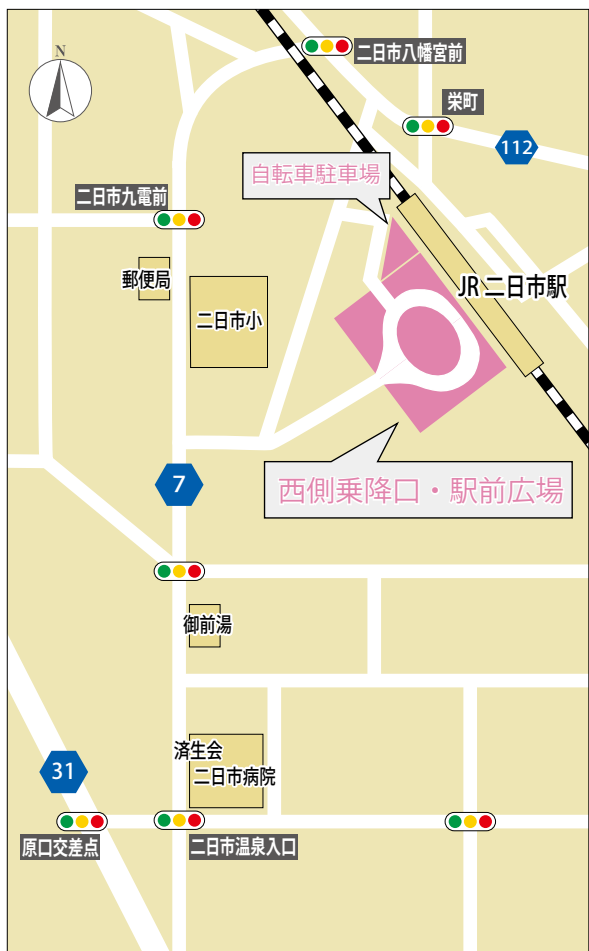 二日市八幡宮前
N
栄町
112
自転車駐車場
二日市九電前
郵便局
JR 二日市駅
二日市小
西側乗降口・駅前広場
7
御前湯
済生会
二日市病院
31
原口交差点
二日市温泉入口